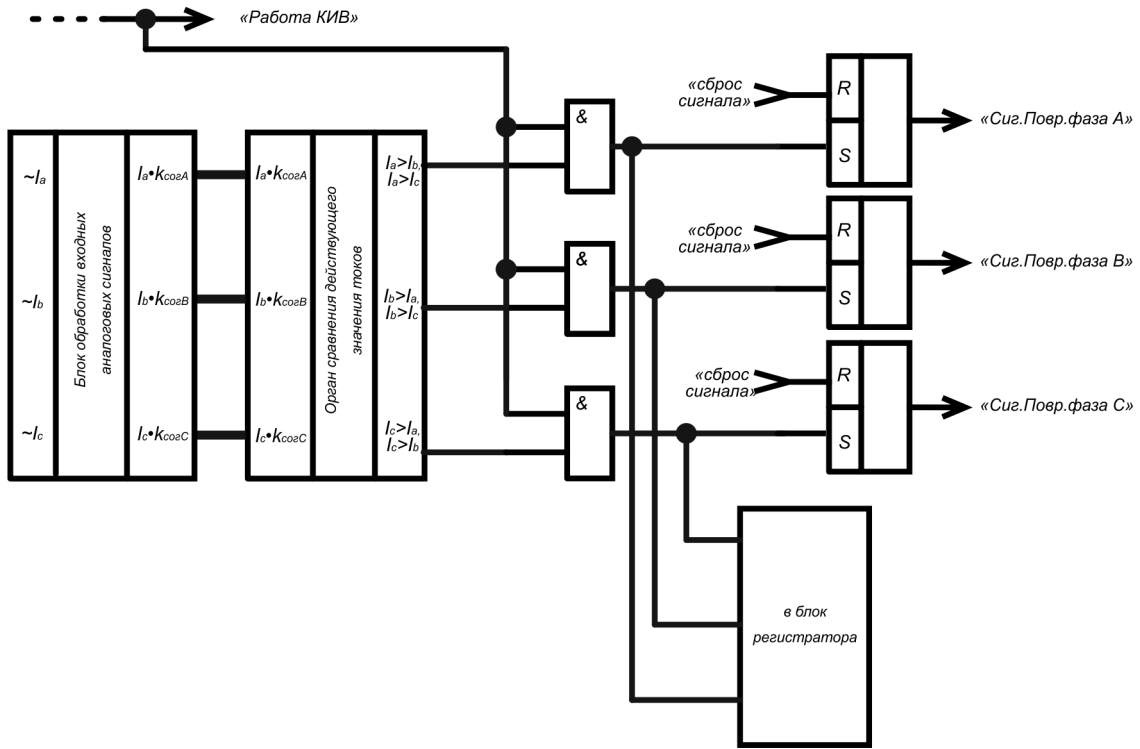 «Работа КИВ»
~Ia
~Ib
~Ic
Блок обработки входных
аналоговых сигналов
Ia•kсогA
Ib•kсогB
Ic•kсогC
Ia•kсогA
Ib•kсогB
Ic•kсогC
Орган сравнения действующего
значения токов
Ia>Ib,
Ia>Ic
Ib>Ia,
Ib>Ic
Ic>Ia,
Ic>Ib
&
&
&
«сброс
сигнала»
R
S
«Сиг.Повр.фаза A»
«сброс
сигнала»
R
S
«Сиг.Повр.фаза B»
«сброс
сигнала»
R
S
«Сиг.Повр.фаза C»
в блок
регистратора